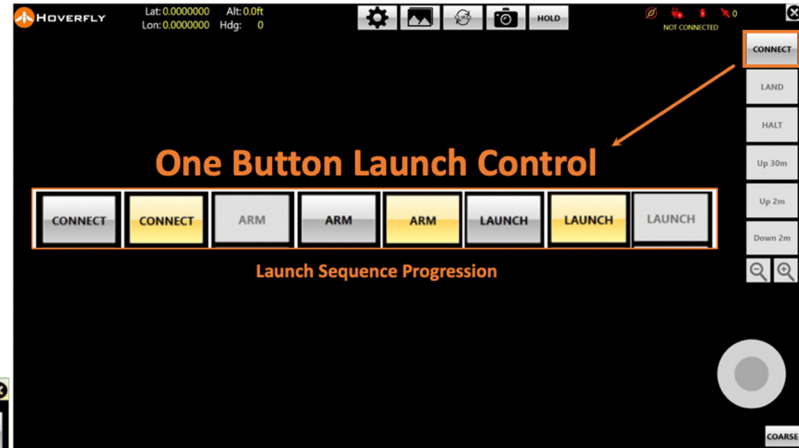 HOVERFLY
Lat: 0.0000000 Alt: 0.0ft
Lon: 0.0000000 Hdg: 0
HOLD
0
NOT CONNECTED
CONNECT
LAND
HALT
Up 30m
Up 2m
Down 2m
One Button Launch Control
CONNECT CONNECT ARM ARM ARM LAUNCH LAUNCH LAUNCH
Launch Sequence Progression
COARSE